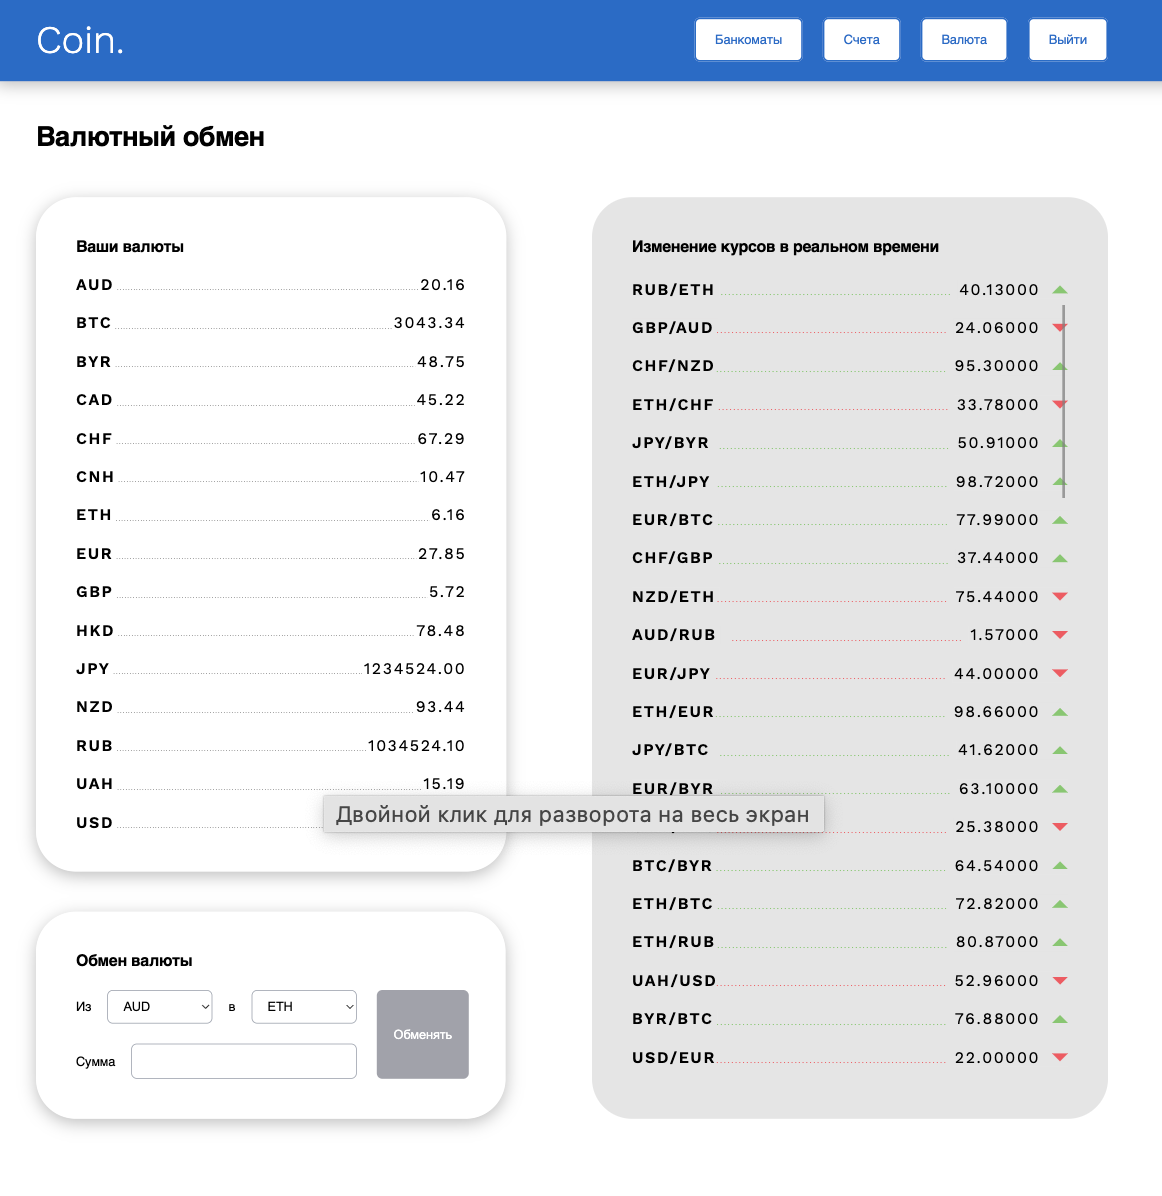 Coin.
Банкоматы
Счета
Валюта
Выйти
Валютный обмен
Ваши валюты
AUD 20.16
BTC 3043.34
BYR 48.75
CAD 45.22
CHF 67.29
CNH 10.47
ETH 6.16
EUR 27.85
GBP 5.72
HKD 78.48
JPY 1234524.00
NZD 93.44
RUB 1034524.10
UAH 15.19
USD
Двойной клик для разворота на весь экран
Обмен валюты
Из AUD в ETH
Обменять
Сумма
Изменение курсов в реальном времени
RUB/ETH 40.13000
GBP/AUD 24.06000
CHF/NZD 95.30000
ETH/CHF 33.78000
JPY/BYR 50.91000
ETH/JPY 98.72000
EUR/BTC 77.99000
CHF/GBP 37.44000
NZD/ETH 75.44000
AUD/RUB 1.57000
EUR/JPY 44.00000
ETH/EUR 98.66000
JPY/BTC 41.62000
EUR/BYR 63.10000
25.38000
BTC/BYR 64.54000
ETH/BTC 72.82000
ETH/RUB 80.87000
UAH/USD 52.96000
BYR/BTC 76.88000
USD/EUR 22.00000